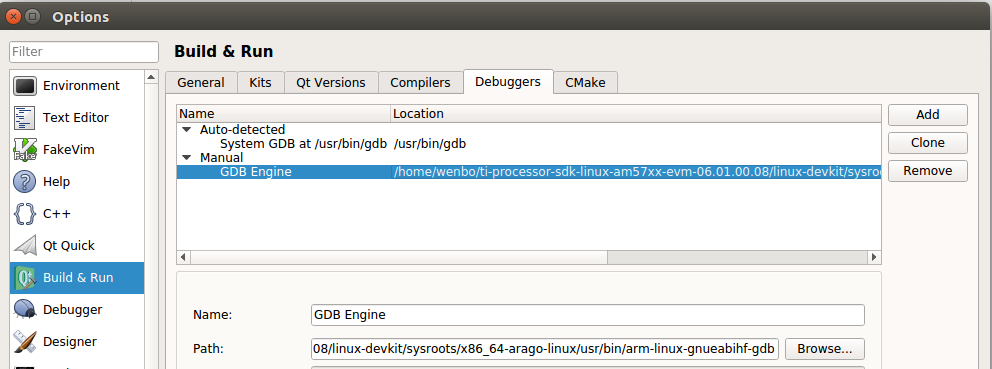 Options
Filter
Environment
Text Editor
FakeVim
Help
C++
Qt Quick
Build & Run
Debugger
Designer
Build & Run
General Kits Qt Versions Compilers Debuggers CMake
Name Location
Auto-detected
System GDB at /usr/bin/gdb /usr/bin/gdb
Manual
GDB Engine /home/wenbo/ti-processor-sdk-linux-am57xx-evm-06.01.00.08/linux-devkit/sysroo
Add
Clone
Remove
Name: GDB Engine
Path: 08/linux-devkit/sysroots/x86_64-arago-linux/usr/bin/arm-linux-gnueabihf-gdb Browse...